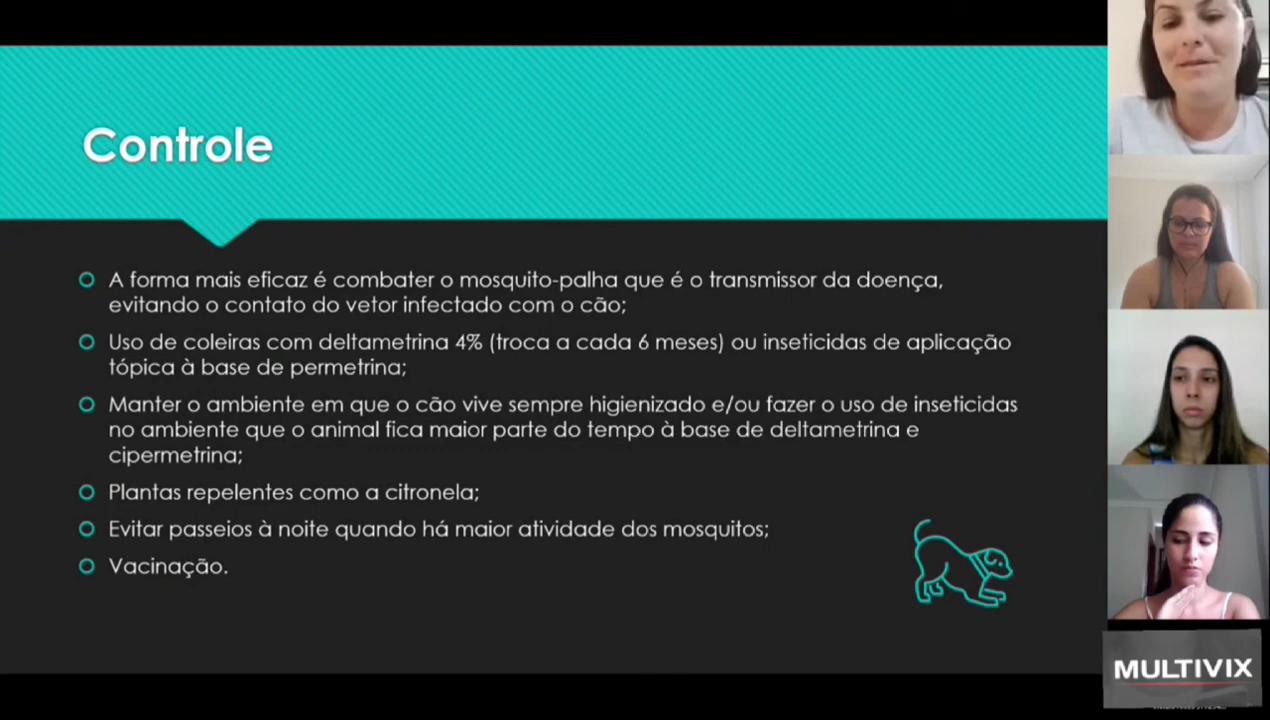 Controle
A forma mais eficaz é combater o mosquito-palha que é o transmissor da doença,
evitando o contato do vetor infectado com o cão;
Uso de coleiras com deltametrina 4% (troca a cada 6 meses) ou inseticidas de aplicação
tópica à base de permetrina;
Manter o ambiente em que o cão vive sempre higienizado e/ou fazer o uso de inseticidas
no ambiente que o animal fica maior parte do tempo à base de deltametrina e
cipermetrina;
Plantas repelentes como a citronela;
Evitar passeios à noite quando há maior atividade dos mosquitos;
Vacinação.
MULTIVIX